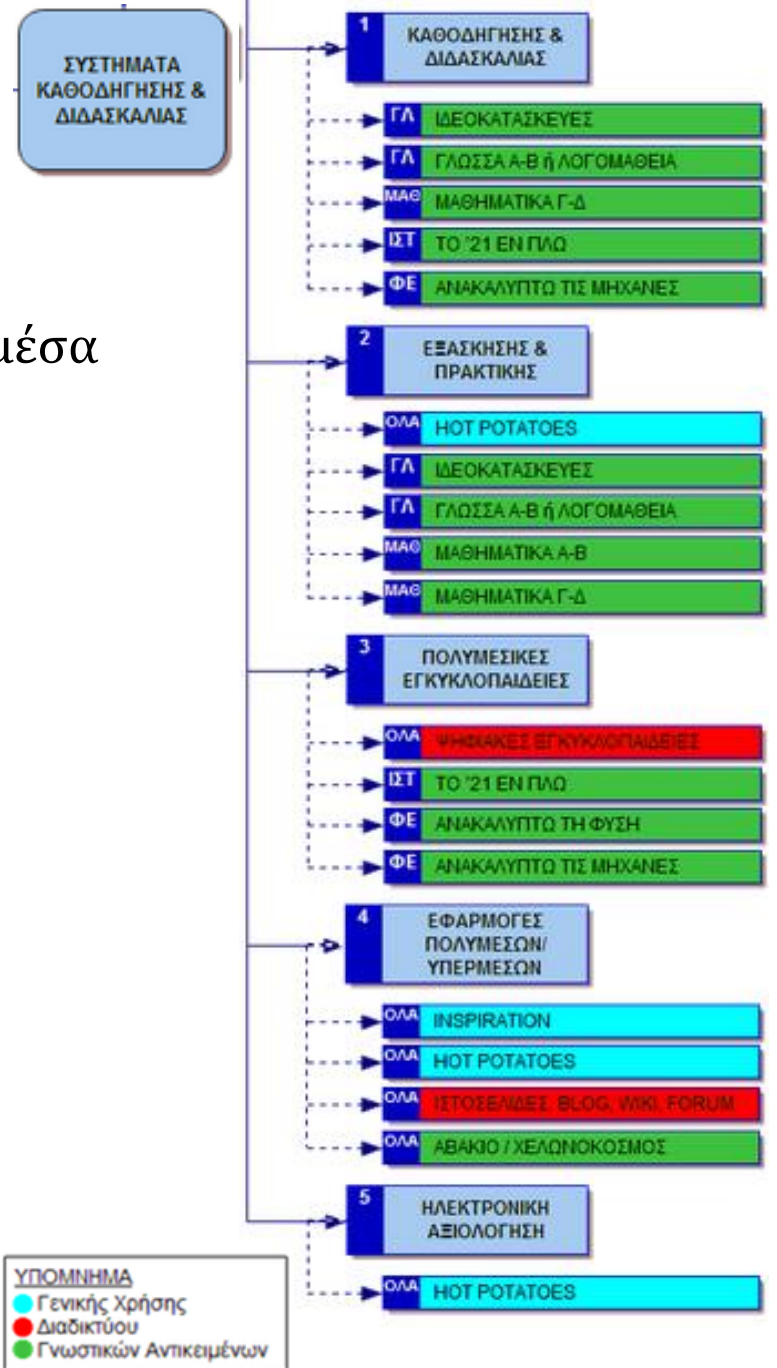 ΣΥΣΤΗΜΑΤΑ
ΚΑΘΟΔΗΓΗΣΗΣ &
ΔΙΔΑΣΚΑΛΙΑΣ
μέσα
1
ΚΑΘΟΔΗΓΗΣΗΣ &
ΔΙΔΑΣΚΑΛΙΑΣ
ΓΛ ΙΔΕΟΚΑΤΑΣΚΕΥΕΣ
ΓΛ ΓΛΩΣΣΑ Α-Β ή ΛΟΓΟΜΑΘΕΙΑ
ΜΑΘ ΜΑΘΗΜΑΤΙΚΑ Γ-Δ
ΙΣΤ ΤΟ '21 ΕΝ ΠΛΩ
ΦΕ ΑΝΑΚΑΛΥΠΤΩ ΤΙΣ ΜΗΧΑΝΕΣ
2
ΕΞΑΣΚΗΣΗΣ &
ΠΡΑΚΤΙΚΗΣ
ΟΛΑ HOT POTATOES
ΓΛ ΙΔΕΟΚΑΤΑΣΚΕΥΕΣ
ΓΛ ΓΛΩΣΣΑ Α-Β ή ΛΟΓΟΜΑΘΕΙΑ
ΜΑΘ ΜΑΘΗΜΑΤΙΚΑ Α-Β
ΜΑΘ ΜΑΘΗΜΑΤΙΚΑ Γ-Δ
3
ΠΟΛΥΜΕΣΙΚΕΣ
ΕΓΚΥΚΛΟΠΑΙΔΕΙΕΣ
ΟΛΑ ΨΗΦΙΑΚΕΣ ΕΓΚΥΚΛΟΠΑΙΔΕΙΕΣ
ΙΣΤ ΤΟ '21 ΕΝ ΠΛΩ
ΦΕ ΑΝΑΚΑΛΥΠΤΩ ΤΗ ΦΥΣΗ
ΦΕ ΑΝΑΚΑΛΥΠΤΩ ΤΙΣ ΜΗΧΑΝΕΣ
4
ΕΦΑΡΜΟΓΕΣ
ΠΟΛΥΜΕΣΩΝ/
ΥΠΕΡΜΕΣΩΝ
ΟΛΑ INSPIRATION
ΟΛΑ HOT POTATOES
ΟΛΑ ΙΣΤΟΣΕΛΙΔΕΣ, BLOG, WIKI, FORUM
ΟΛΑ ΑΒΑΚΙΟ / ΧΕΛΩΝΟΚΟΣΜΟΣ
5
ΗΛΕΚΤΡΟΝΙΚΗ
ΑΞΙΟΛΟΓΗΣΗ
ΟΛΑ HOT POTATOES
ΥΠΟΜΝΗΜΑ
Γενικής Χρήσης
Διαδικτύου
Γνωστικών Αντικειμένων